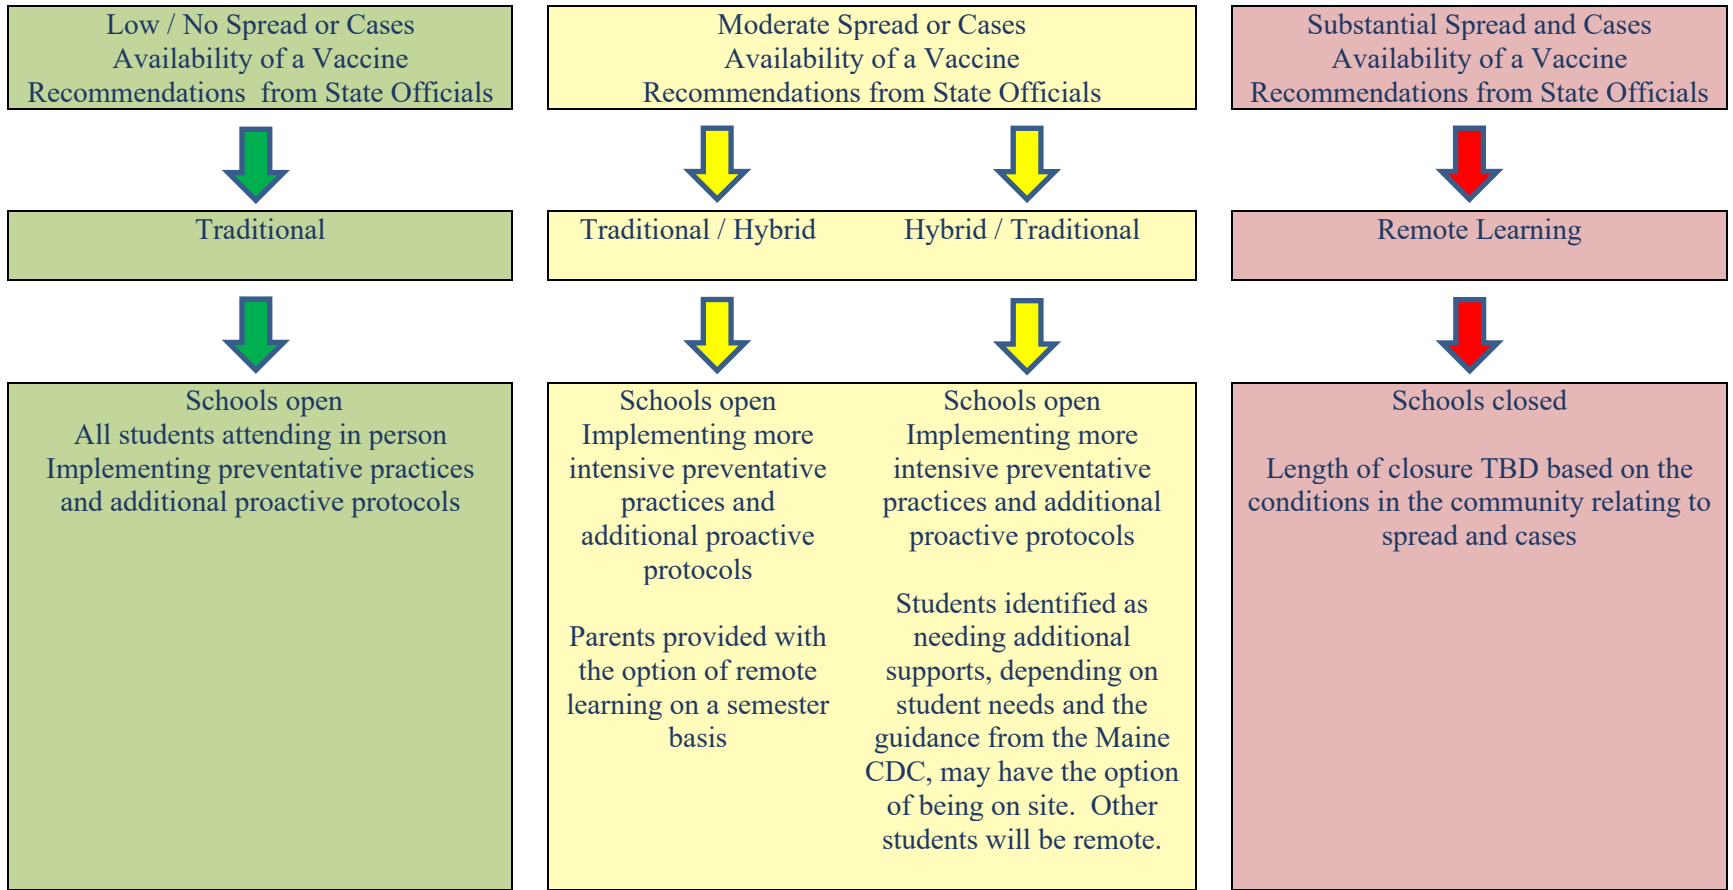 Low / No Spread or Cases
Availability of a Vaccine
Recommendations from State Officials
Moderate Spread or Cases
Availability of a Vaccine
Recommendations from State Officials
Substantial Spread and Cases
Availability of a Vaccine
Recommendations from State Officials
Traditional
Traditional / Hybrid
Hybrid / Traditional
Remote Learning
Schools open
All students attending in person
Implementing preventative practices
and additional proactive protocols
Schools open
Implementing more
intensive preventative
practices and
additional proactive
protocols
Parents provided with
the option of remote
learning on a semester
basis
Schools open
Implementing more
intensive preventative
practices and additional
proactive protocols
Students identified as
needing additional
supports, depending on
student needs and the
guidance from the Maine
CDC, may have the option
of being on site. Other
students will be remote.
Schools closed
Length of closure TBD based on the
conditions in the community relating to
spread and cases